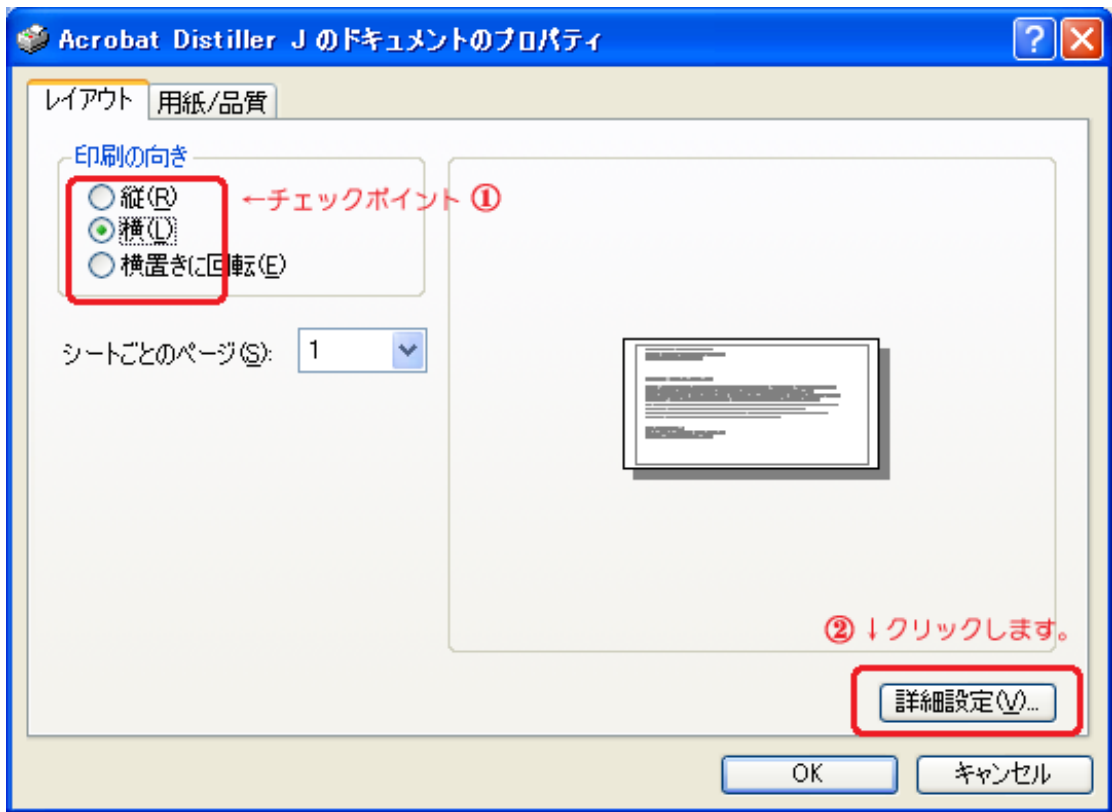 Acrobat Distiller J のドキュメントのプロパティ
レイアウト 用紙/品質
印刷の向き
縦(R) ←チェックポイント ①
横(L)
横置きに回転(E)
シートごとのページ(S): 1
②↓クリックします。
詳細設定(V)...
OK キャンセル